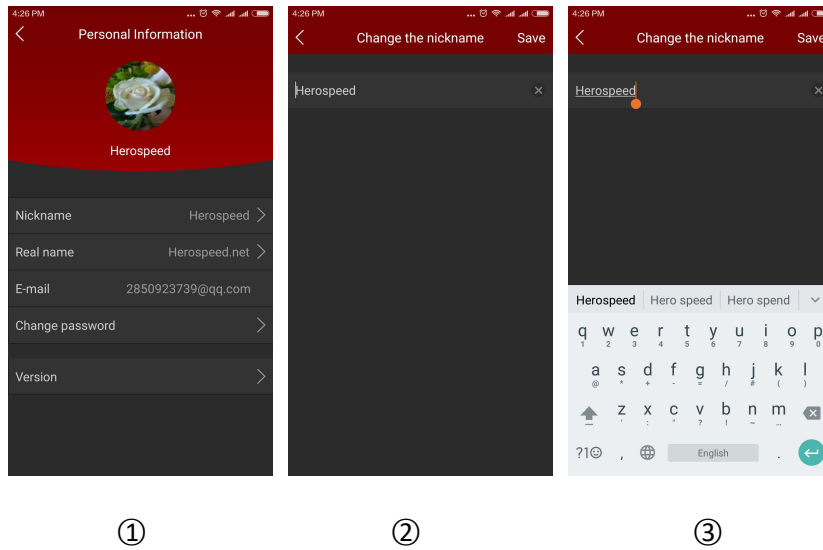 4:26 PM
Personal Information
Herospeed
Nickname Herospeed
Real name Herospeed.net
E-mail 2850923739@qq.com
Change password
Version
①
4:26 PM
Change the nickname Save
Herospeed
②
4:26 PM
Change the nickname Save
Herospeed
Herospeed Hero speed Hero spend
q w e r t y u i o p
1 2 3 4 5 6 7 8 9 0
a s d f g h j k l
@ * + - = / # ( )
z x c v b n m
' : " ? ! ~ …
?1☺ , English .
③